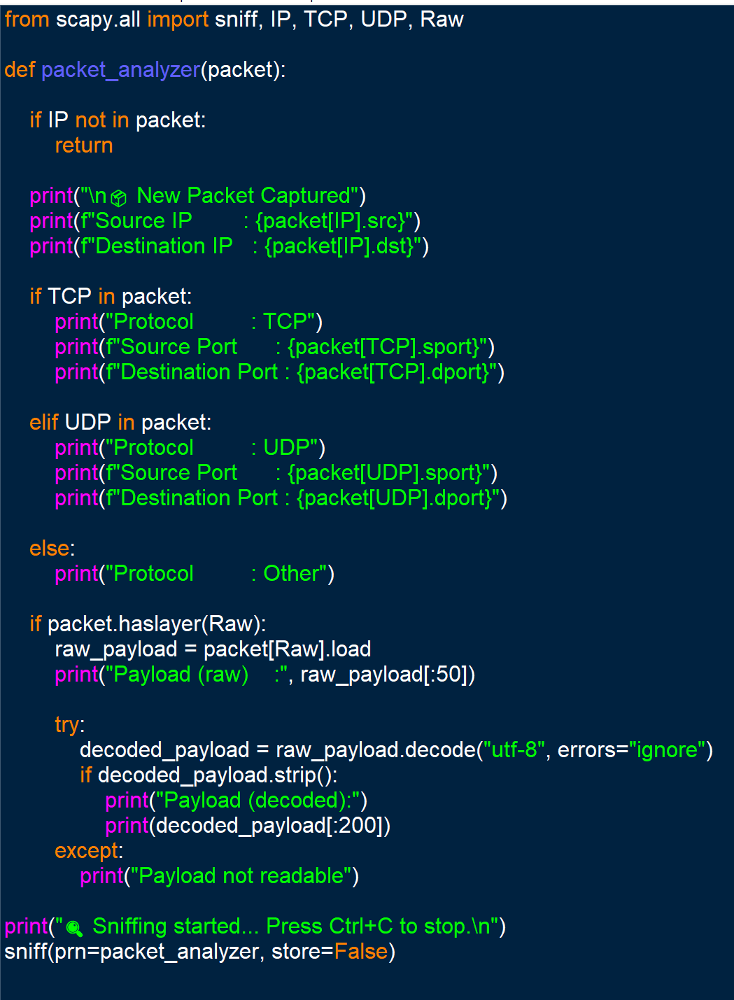 from scapy.all import sniff, IP, TCP, UDP, Raw
def packet_analyzer(packet):
    if IP not in packet:
        return
    print("\n📦 New Packet Captured")
    print(f"Source IP        : {packet[IP].src}")
    print(f"Destination IP   : {packet[IP].dst}")
    if TCP in packet:
        print("Protocol         : TCP")
        print(f"Source Port      : {packet[TCP].sport}")
        print(f"Destination Port : {packet[TCP].dport}")
    elif UDP in packet:
        print("Protocol         : UDP")
        print(f"Source Port      : {packet[UDP].sport}")
        print(f"Destination Port : {packet[UDP].dport}")
    else:
        print("Protocol         : Other")
    if packet.haslayer(Raw):
        raw_payload = packet[Raw].load
        print("Payload (raw)    :", raw_payload[:50])
        try:
            decoded_payload = raw_payload.decode("utf-8", errors="ignore")
            if decoded_payload.strip():
                print("Payload (decoded):")
                print(decoded_payload[:200])
        except:
            print("Payload not readable")
print("🔍 Sniffing started... Press Ctrl+C to stop.\n")
sniff(prn=packet_analyzer, store=False)